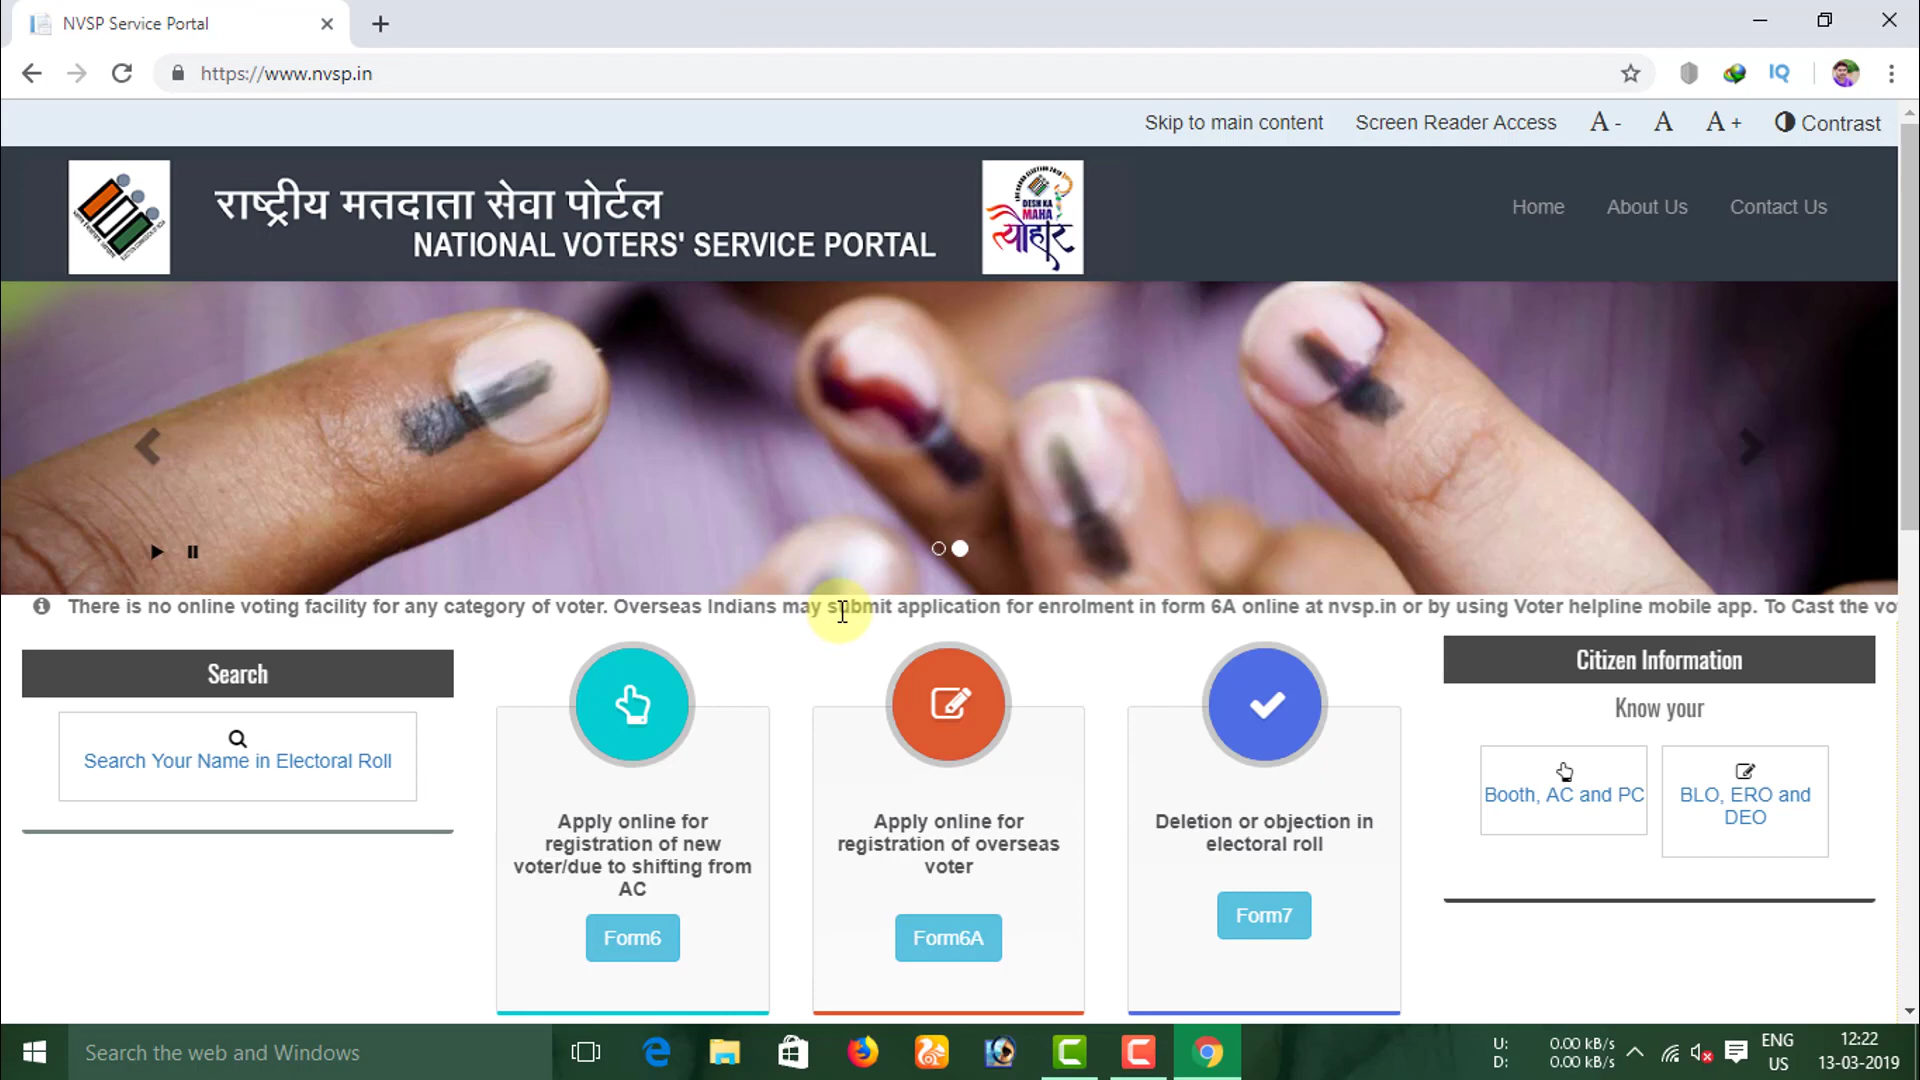 NVSP Service Portal
https://www.nvsp.in
IQ
Skip to main content Screen Reader Access A - A A + Contrast
राष्ट्रीय मतदाता सेवा पोर्टल
NATIONAL VOTERS' SERVICE PORTAL
DESH KA
MAHA
त्यौहार
Home About Us Contact Us
There is no online voting facility for any category of voter. Overseas Indians may submit application for enrolment in form 6A online at nvsp.in or by using Voter helpline mobile app. To Cast the vo
Search
Search Your Name in Electoral Roll
Apply online for
registration of new
voter/due to shifting from
AC
Form6
Apply online for
registration of overseas
voter
Form6A
Deletion or objection in
electoral roll
Form7
Citizen Information
Know your
Booth, AC and PC
BLO, ERO and
DEO
Search the web and Windows
U: 0.00 kB/s
D: 0.00 kB/s
ENG
US
12:22
13-03-2019